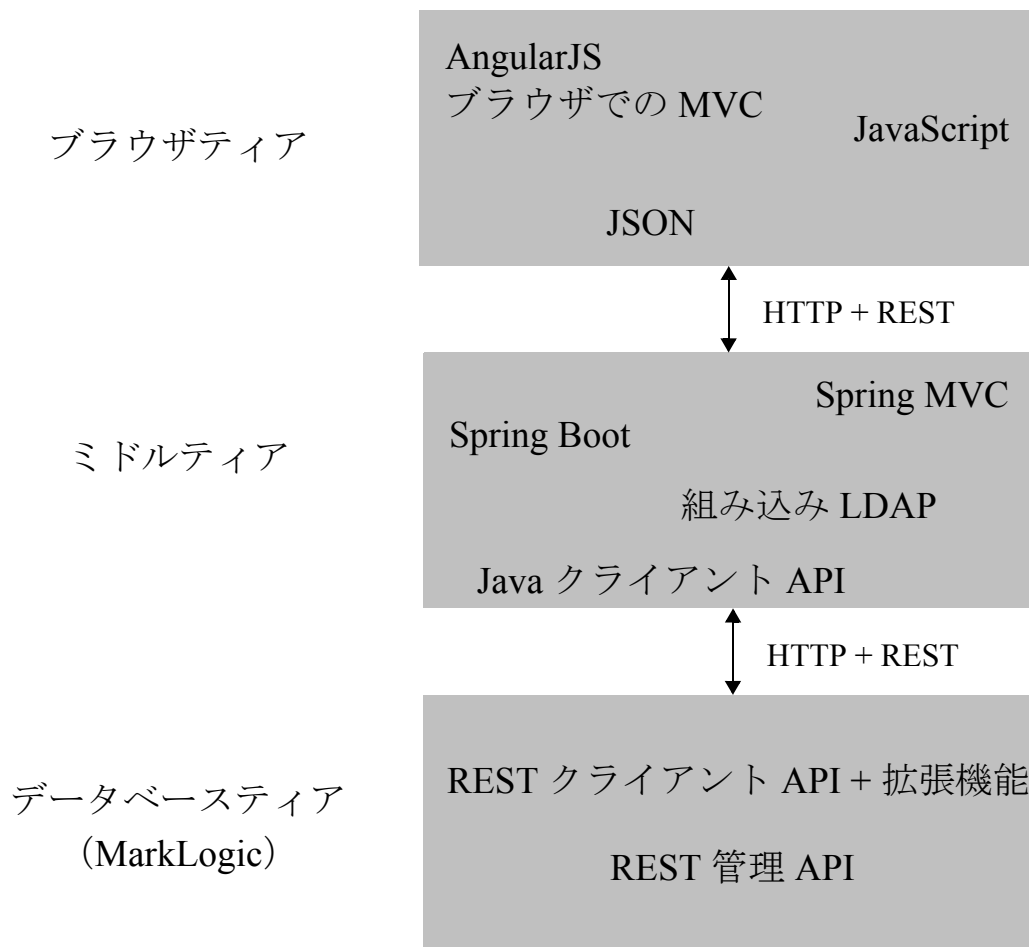 AngularJS
ブラウザでの MVC
JavaScript
ブラウザティア
JSON
HTTP + REST
Spring MVC
Spring Boot
ミドルティア
組み込み LDAP
Java クライアント API
HTTP + REST
REST クライアント API + 拡張機能
データベースティア
（MarkLogic）
REST 管理 API